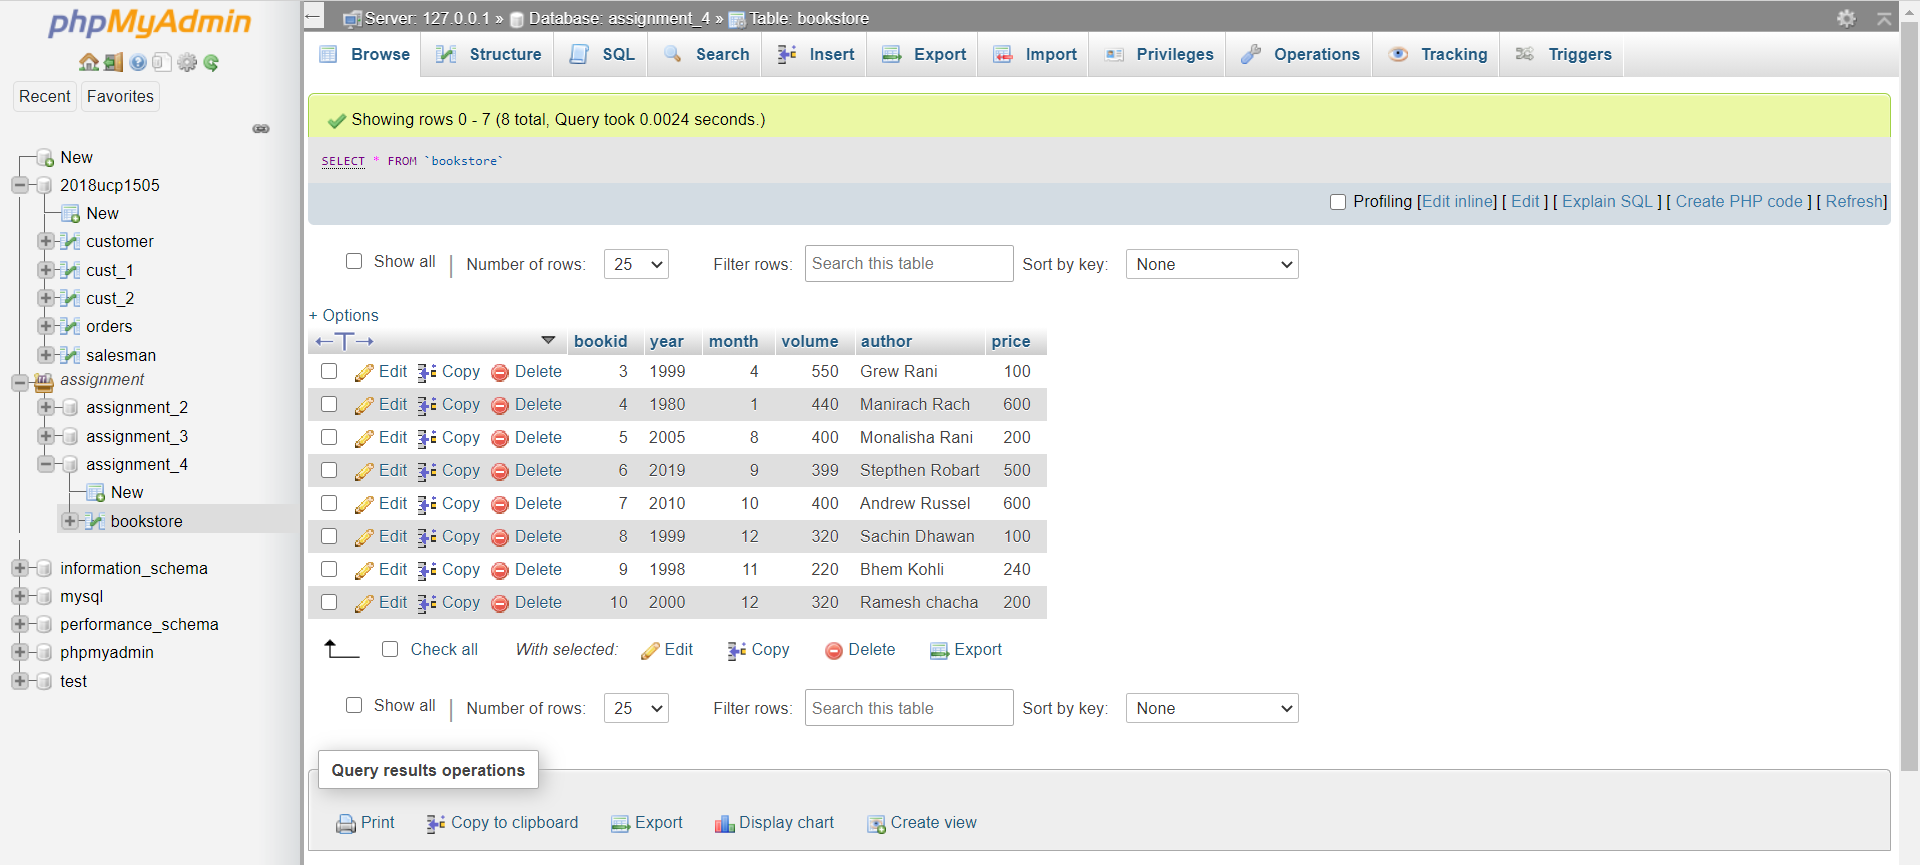 phpMyAdmin
Recent Favorites
New
2018ucp1505
New
customer
cust_1
cust_2
orders
salesman
assignment
assignment_2
assignment_3
assignment_4
New
bookstore
information_schema
mysql
performance_schema
phpmyadmin
test
Server: 127.0.0.1 » Database: assignment_4 » Table: bookstore
Browse Structure SQL Search Insert Export Import Privileges Operations Tracking Triggers
Showing rows 0 - 7 (8 total, Query took 0.0024 seconds.)
SELECT * FROM `bookstore`
Profiling [Edit inline] [ Edit ] [ Explain SQL ] [ Create PHP code ] [ Refresh]
Show all | Number of rows: 25 Filter rows: Search this table Sort by key: None
+ Options
←T→ bookid year month volume author price
Edit Copy Delete 3 1999 4 550 Grew Rani 100
Edit Copy Delete 4 1980 1 440 Manirach Rach 600
Edit Copy Delete 5 2005 8 400 Monalisha Rani 200
Edit Copy Delete 6 2019 9 399 Stepthen Robart 500
Edit Copy Delete 7 2010 10 400 Andrew Russel 600
Edit Copy Delete 8 1999 12 320 Sachin Dhawan 100
Edit Copy Delete 9 1998 11 220 Bhem Kohli 240
Edit Copy Delete 10 2000 12 320 Ramesh chacha 200
Check all With selected: Edit Copy Delete Export
Show all | Number of rows: 25 Filter rows: Search this table Sort by key: None
Query results operations
Print Copy to clipboard Export Display chart Create view